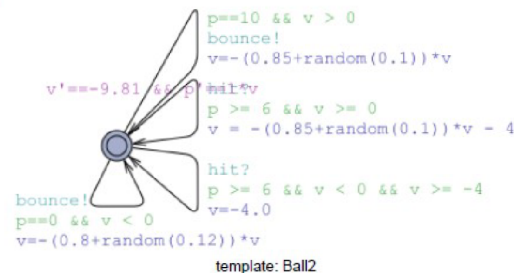 p==10 && v > 0
bounce!
v=-(0.85+random(0.1))*v
v'==-9.81 && p'==1*v
hit?
p >= 6 && v >= 0
v = -(0.85+random(0.1))*v - 4
hit?
p >= 6 && v < 0 && v >= -4
v=-4.0
bounce!
p==0 && v < 0
v=-(0.8+random(0.12))*v
template: Ball2